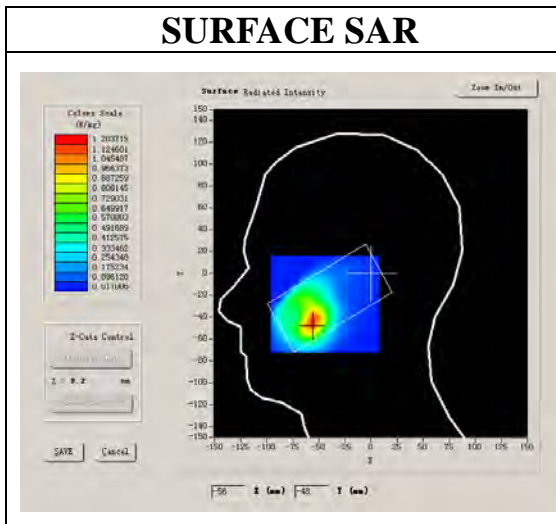 SURFACE SAR
Surface Radiated Intensity
Zoom In/Out
Colors Scale
(W/kg)
1.203715
1.124601
1.045487
0.966373
0.887259
0.808145
0.729031
0.649917
0.570803
0.491689
0.412575
0.333462
0.254348
0.175234
0.096120
0.017006
150
140
120
100
80
60
40
20
0
-20
-40
-60
-80
-100
-120
-140
-150
Y
-150 -125 -100 -75 -50 -25 0 25 50 75 100 125 150
X
Z-Cuts Control
Z = 9.2 mm
SAVE Cancel
-56 X (mm) -48 Y (mm)